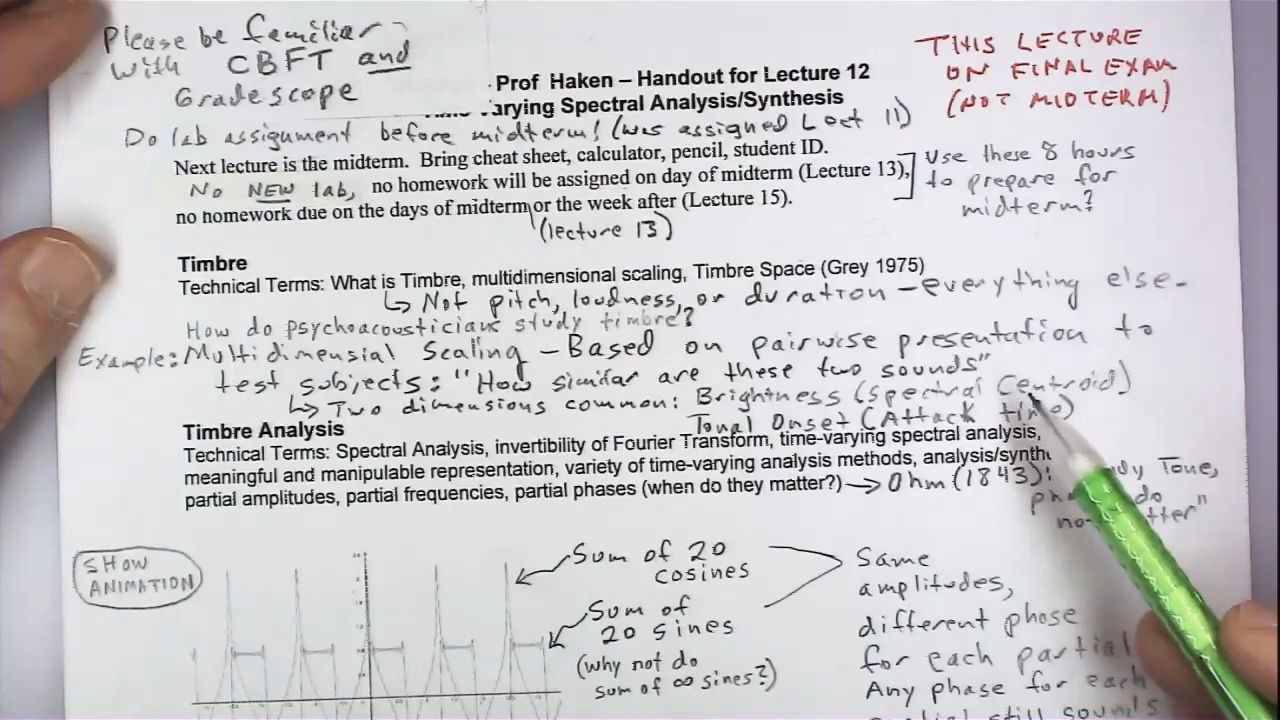 Please be familiar
with CBFT and
Gradescope
THIS LECTURE
ON FINAL EXAM
(NOT MIDTERM)
Prof Haken – Handout for Lecture 12
Varying Spectral Analysis/Synthesis
Do lab assignment before midterm! (was assigned Oct 11)
Next lecture is the midterm. Bring cheat sheet, calculator, pencil, student ID.
No NEW lab, no homework will be assigned on day of midterm (Lecture 13),
no homework due on the days of midterm or the week after (Lecture 15).
(lecture 13)
Use these 8 hours
to prepare for
midterm?
Timbre
Technical Terms: What is Timbre, multidimensional scaling, Timbre Space (Grey 1975)
↳ Not pitch, loudness, or duration – everything else.
How do psychoacousticians study timbre?
Example: Multidimensial Scaling – Based on pairwise presentation to
test subjects: "How similar are these two sounds"
↳ Two dimensions common: Brightness (Spectral Centroid)
Tonal Onset (Attack time)
Timbre Analysis
Technical Terms: Spectral Analysis, invertibility of Fourier Transform, time-varying spectral analysis,
meaningful and manipulable representation, variety of time-varying analysis methods,
partial amplitudes, partial frequencies, partial phases (when do they matter?) → Ohm (1843):
Tone,
do
SHOW
ANIMATION
Sum of 20
cosines
Sum of
20 sines
(why not do
sum of ∞ sines?)
Same
amplitudes,
different phase
for each partial
Any phase for each
still sounds